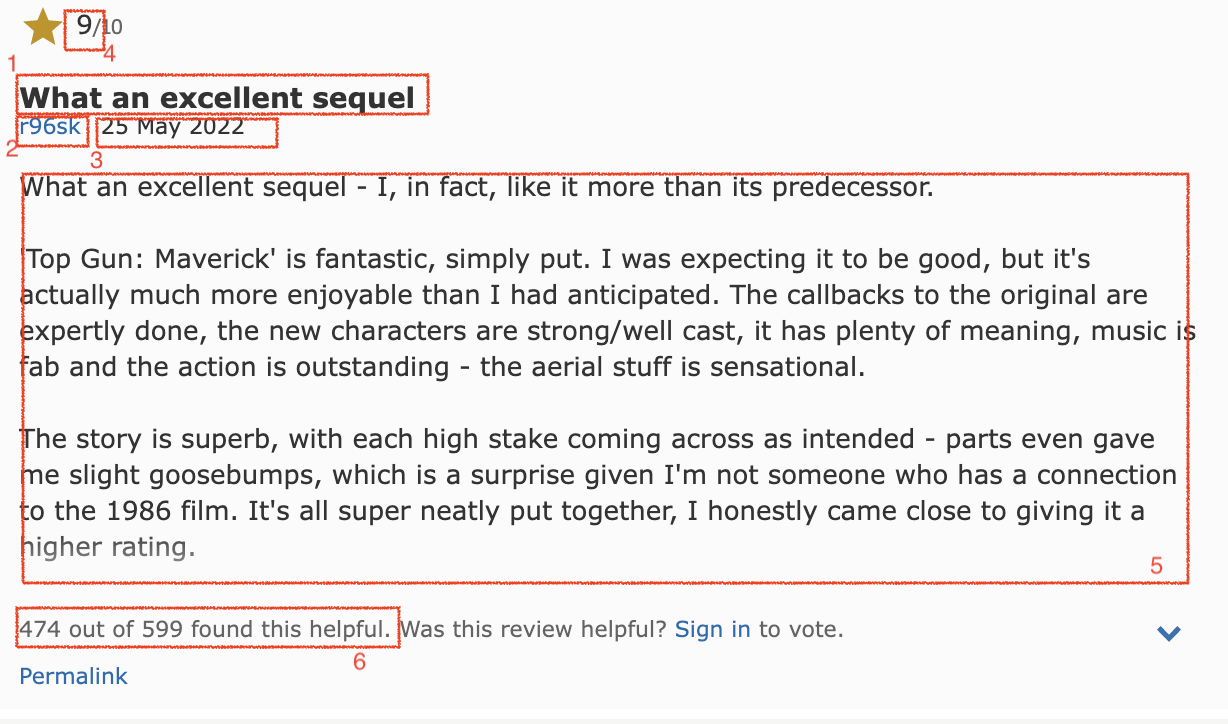 9/10
4
1
What an excellent sequel
r96sk 25 May 2022
2
3
What an excellent sequel - I, in fact, like it more than its predecessor.
'Top Gun: Maverick' is fantastic, simply put. I was expecting it to be good, but it's
actually much more enjoyable than I had anticipated. The callbacks to the original are
expertly done, the new characters are strong/well cast, it has plenty of meaning, music is
fab and the action is outstanding - the aerial stuff is sensational.
The story is superb, with each high stake coming across as intended - parts even gave
me slight goosebumps, which is a surprise given I'm not someone who has a connection
to the 1986 film. It's all super neatly put together, I honestly came close to giving it a
higher rating.
5
474 out of 599 found this helpful. Was this review helpful? Sign in to vote.
6
Permalink